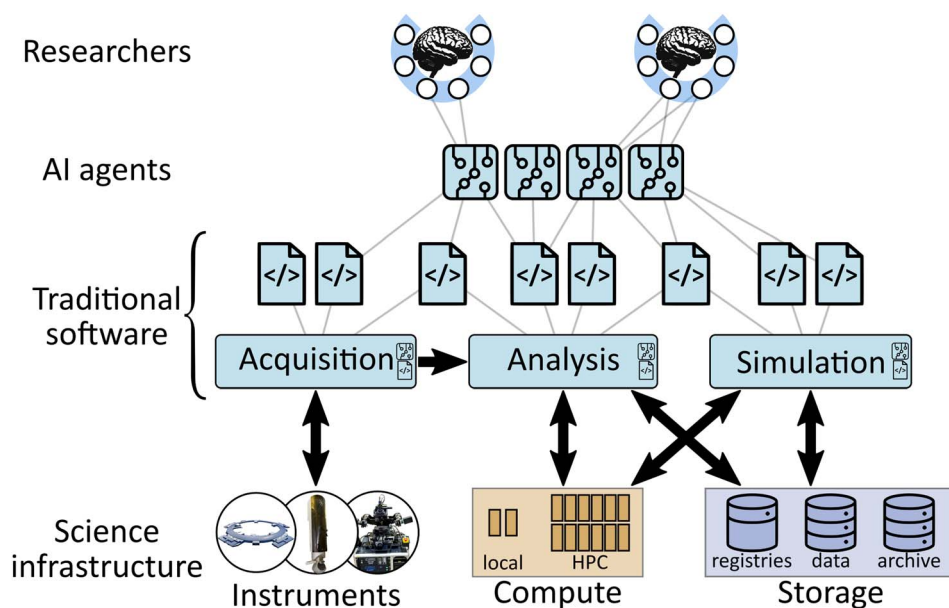 Researchers
AI agents
</> </> </> </> </> </> </> </>
Traditional
software
Acquisition </>
Analysis </>
Simulation </>
Science
infrastructure
local
HPC
registries
data
archive
Instruments
Compute
Storage